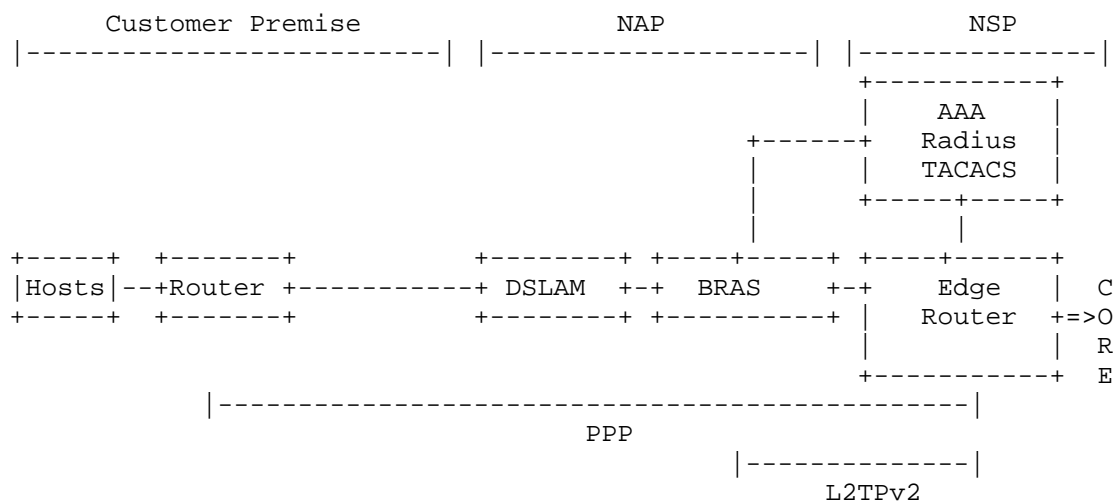 Customer Premise NAP NSP
|--------------------------| |--------------------| |---------------|
+-----------+
| AAA |
+------+ Radius |
| | TACACS |
| +-----+-----+
| |
+-----+ +-------+ +--------+ +----+-----+ +----+------+
|Hosts|--+Router +-----------+ DSLAM +-+ BRAS +-+ Edge | C
+-----+ +-------+ +--------+ +----------+ | Router +=>O
| | R
+-----------+ E
|-----------------------------------------------|
PPP
|--------------|
L2TPv2